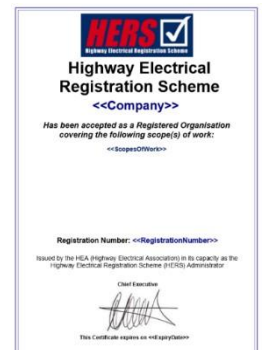 HERS
Highway Electrical Registration Scheme
Highway Electrical
Registration Scheme
<<Company>>
Has been accepted as a Registered Organisation
covering the following scope(s) of work:
<<ScopesOfWork>>
Registration Number: <<RegistrationNumber>>
Issued by the HEA (Highway Electrical Association) in its capacity as the
Highway Electrical Registration Scheme (HERS) Administrator
Chief Executive
This Certificate expires on <<ExpiryDate>>